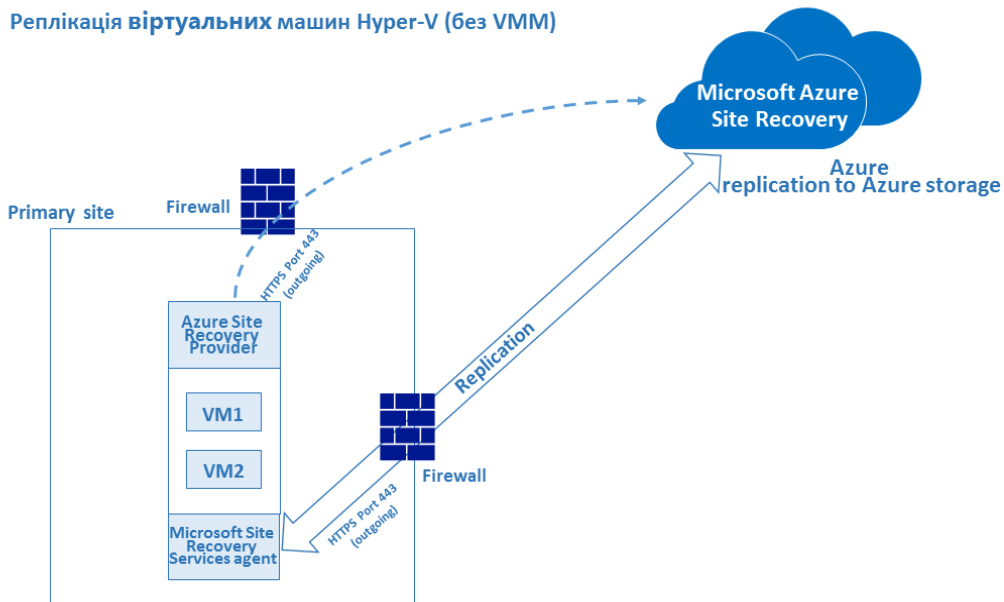 Реплікація віртуальних машин Hyper-V (без VMM)
Microsoft Azure
Site Recovery
Azure
replication to Azure storage
Firewall
Primary site
HTTPS Port 443
(outgoing)
Azure Site
Recovery
Provider
VM1
VM2
Microsoft Site
Recovery
Services agent
Replication
Firewall
HTTPS Port 443
(outgoing)